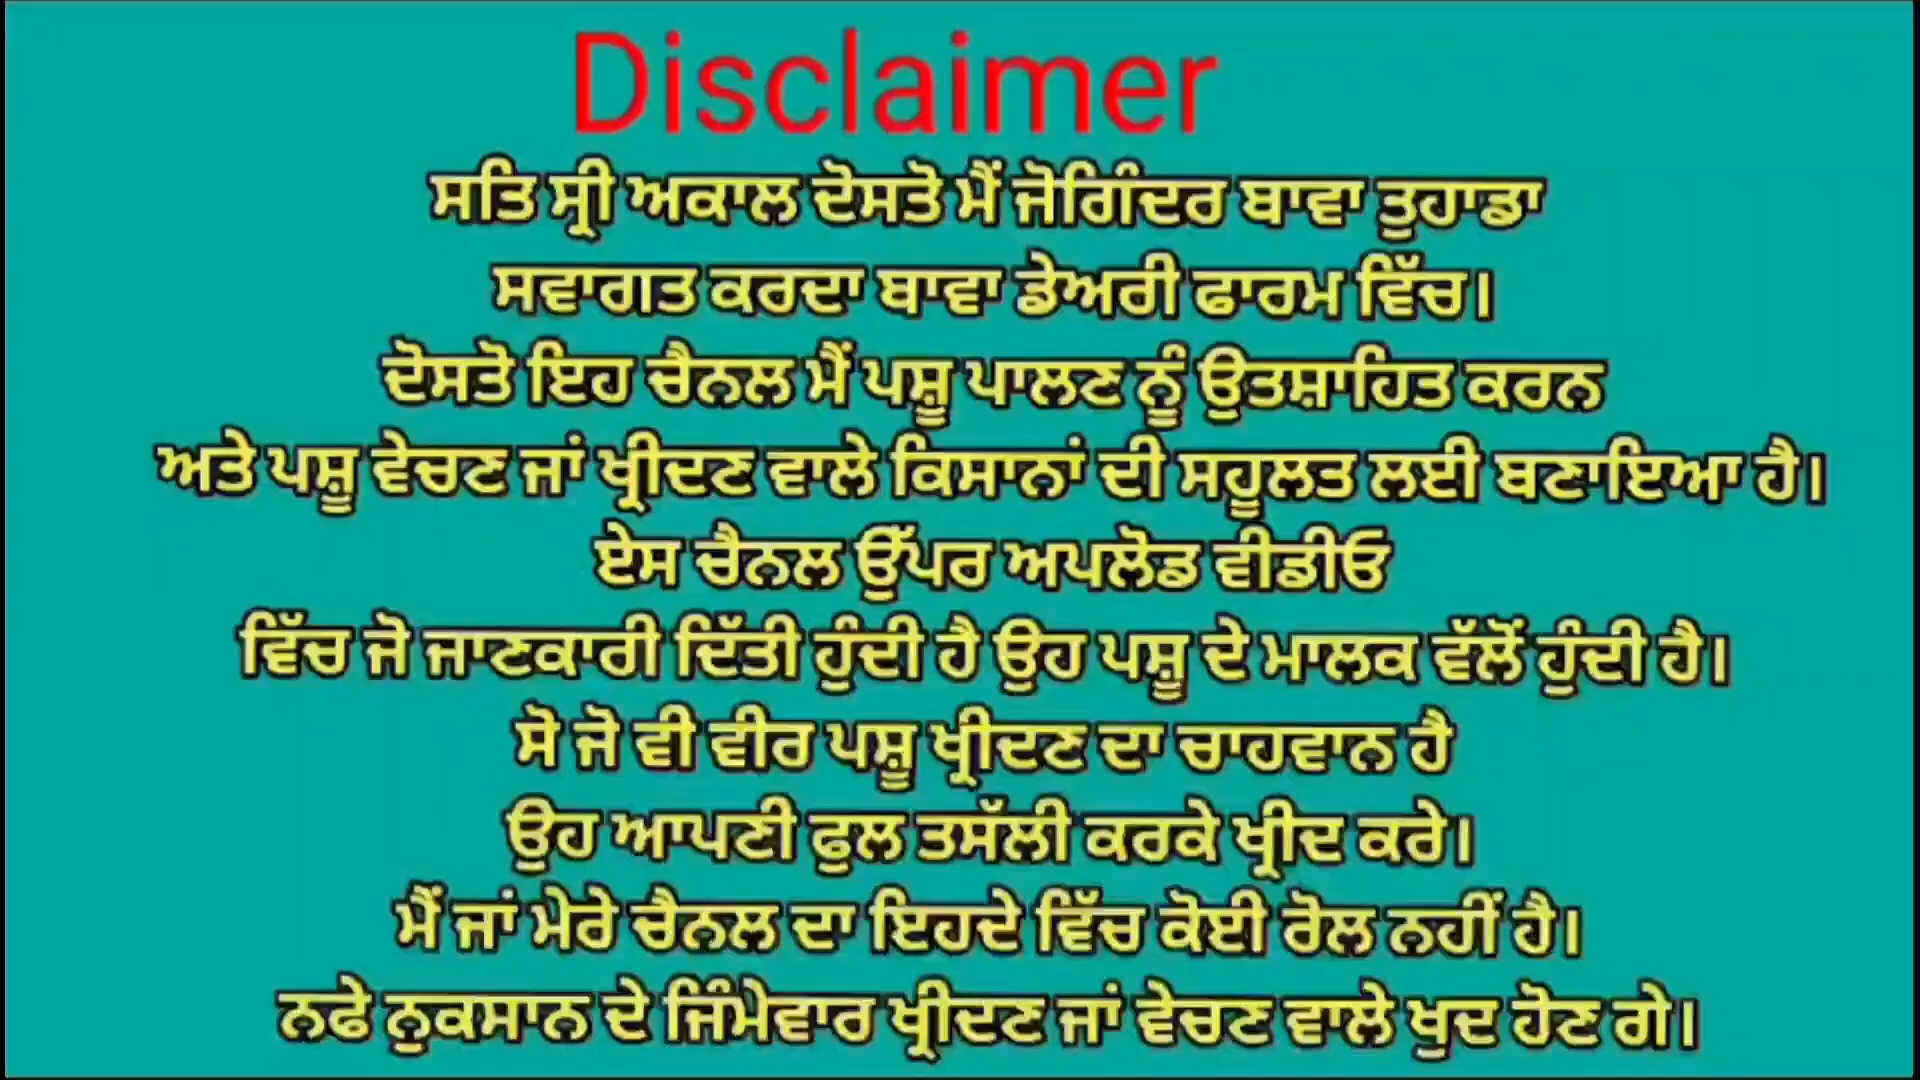 Disclaimer
ਸਤਿ ਸ੍ਰੀ ਅਕਾਲ ਦੋਸਤੋ ਮੈਂ ਜੋਗਿੰਦਰ ਬਾਵਾ ਤੁਹਾਡਾ
ਸਵਾਗਤ ਕਰਦਾ ਬਾਵਾ ਡੇਅਰੀ ਫਾਰਮ ਵਿੱਚ।
ਦੋਸਤੋ ਇਹ ਚੈਨਲ ਮੈਂ ਪਸ਼ੂ ਪਾਲਣ ਨੂੰ ਉਤਸ਼ਾਹਿਤ ਕਰਨ
ਅਤੇ ਪਸ਼ੂ ਵੇਚਣ ਜਾਂ ਖ੍ਰੀਦਣ ਵਾਲੇ ਕਿਸਾਨਾਂ ਦੀ ਸਹੂਲਤ ਲਈ ਬਣਾਇਆ ਹੈ।
ਏਸ ਚੈਨਲ ਉੱਪਰ ਅਪਲੋਡ ਵੀਡੀਓ
ਵਿੱਚ ਜੋ ਜਾਣਕਾਰੀ ਦਿੱਤੀ ਹੁੰਦੀ ਹੈ ਉਹ ਪਸ਼ੂ ਦੇ ਮਾਲਕ ਵੱਲੋਂ ਹੁੰਦੀ ਹੈ।
ਸੋ ਜੋ ਵੀ ਵੀਰ ਪਸ਼ੂ ਖ੍ਰੀਦਣ ਦਾ ਚਾਹਵਾਨ ਹੈ
ਉਹ ਆਪਣੀ ਫੁਲ ਤਸੱਲੀ ਕਰਕੇ ਖ੍ਰੀਦ ਕਰੇ।
ਮੈਂ ਜਾਂ ਮੇਰੇ ਚੈਨਲ ਦਾ ਇਹਦੇ ਵਿੱਚ ਕੋਈ ਰੋਲ ਨਹੀਂ ਹੈ।
ਨਫੇ ਨੁਕਸਾਨ ਦੇ ਜਿੰਮੇਵਾਰ ਖ੍ਰੀਦਣ ਜਾਂ ਵੇਚਣ ਵਾਲੇ ਖੁਦ ਹੋਣ ਗੇ।